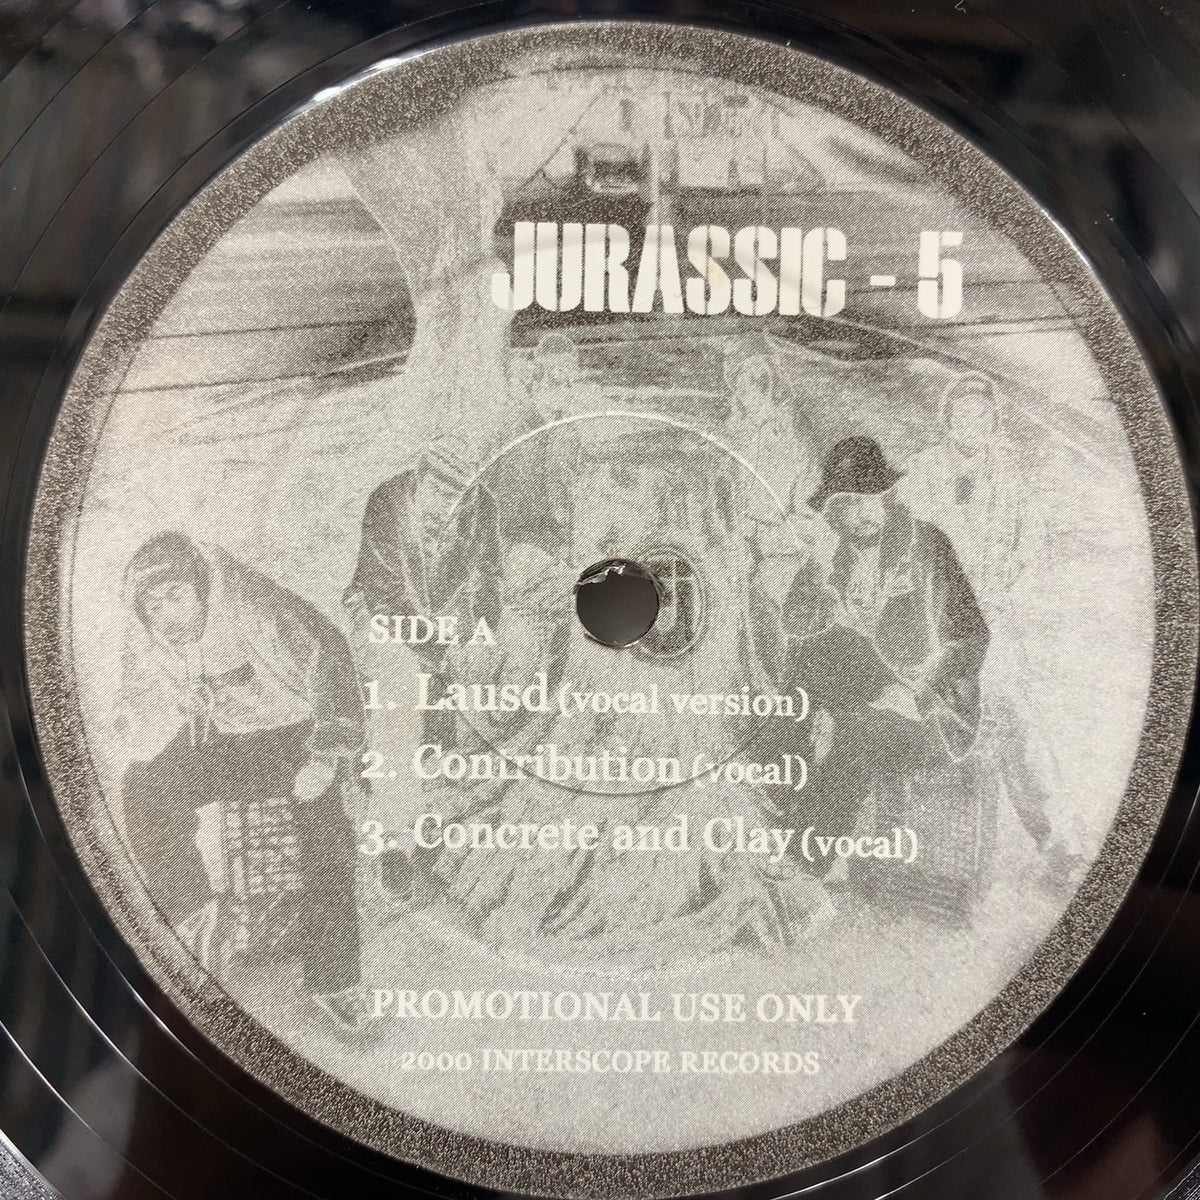 JURASSIC - 5
SIDE A
1. Lausd (vocal version)
2. Contribution (vocal)
3. Concrete and Clay (vocal)
PROMOTIONAL USE ONLY
2000 INTERSCOPE RECORDS